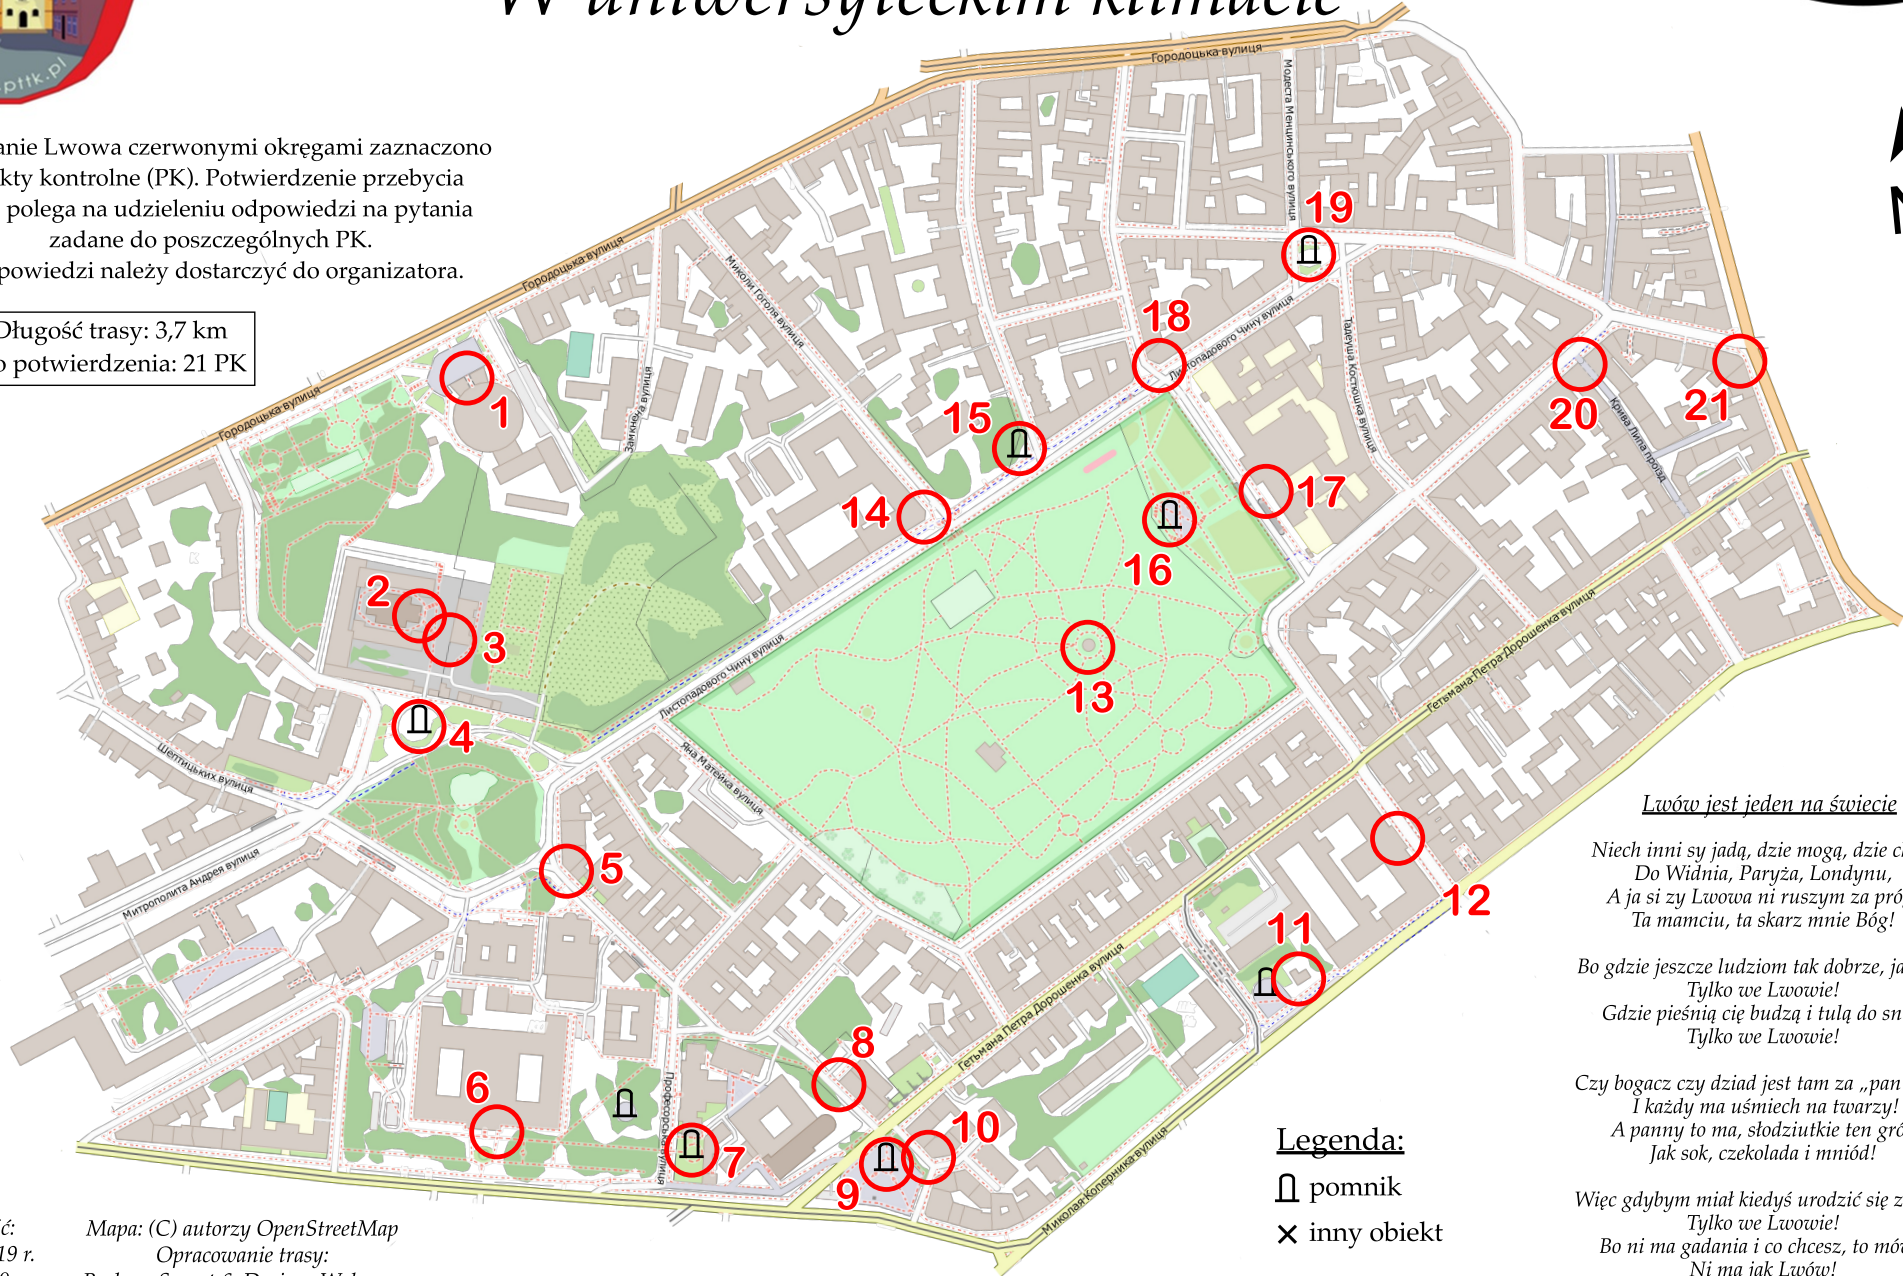 W uniwersyteckim klimacie
pttk.pl
anie Lwowa czerwonymi okręgami zaznaczono
kty kontrolne (PK). Potwierdzenie przebycia
polega na udzieleniu odpowiedzi na pytania
zadane do poszczególnych PK.
powiedzi należy dostarczyć do organizatora.
Długość trasy: 3,7 km
o potwierdzenia: 21 PK
N
Городоцька вулиця
Модеста Менцинського вулиця
19
Городоцька вулиця
Миколи Гоголя вулиця
18
Листопадового Чину вулиця
Тадеуша Костюшка вулиця
Городоцька вулиця
1
Замкнена вулиця
15
20
21
Крива Липа проїзд
14
17
16
2
3
13
Листопадового Чину вулиця
Гетьмана Петра Дорошенка вулиця
4
Шептицьких вулиця
Яна Матейка вулиця
5
Митрополита Андрея вулиця
12
11
Гетьмана Петра Дорошенка вулиця
8
6
Професорська вулиця
7
10
9
Миколая Коперника вулиця
Legenda:
pomnik
inny obiekt
Lwów jest jeden na świecie
Niech inni sy jadą, dzie mogą, dzie c
Do Widnia, Paryża, Londynu,
A ja si zy Lwowa ni ruszym za pró
Ta mamciu, ta skarz mnie Bóg!
Bo gdzie jeszcze ludziom tak dobrze, ja
Tylko we Lwowie!
Gdzie pieśnią cię budzą i tulą do sn
Tylko we Lwowie!
Czy bogacz czy dziad jest tam za „pan
I każdy ma uśmiech na twarzy!
A panny to ma, słodziutkie ten gró
Jak sok, czekolada i mniód!
Więc gdybym miał kiedyś urodzić się z
Tylko we Lwowie!
Bo ni ma gadania i co chcesz, to mó
Ni ma jak Lwów!
ć:
19 r.
Mapa: (C) autorzy OpenStreetMap
Opracowanie trasy: